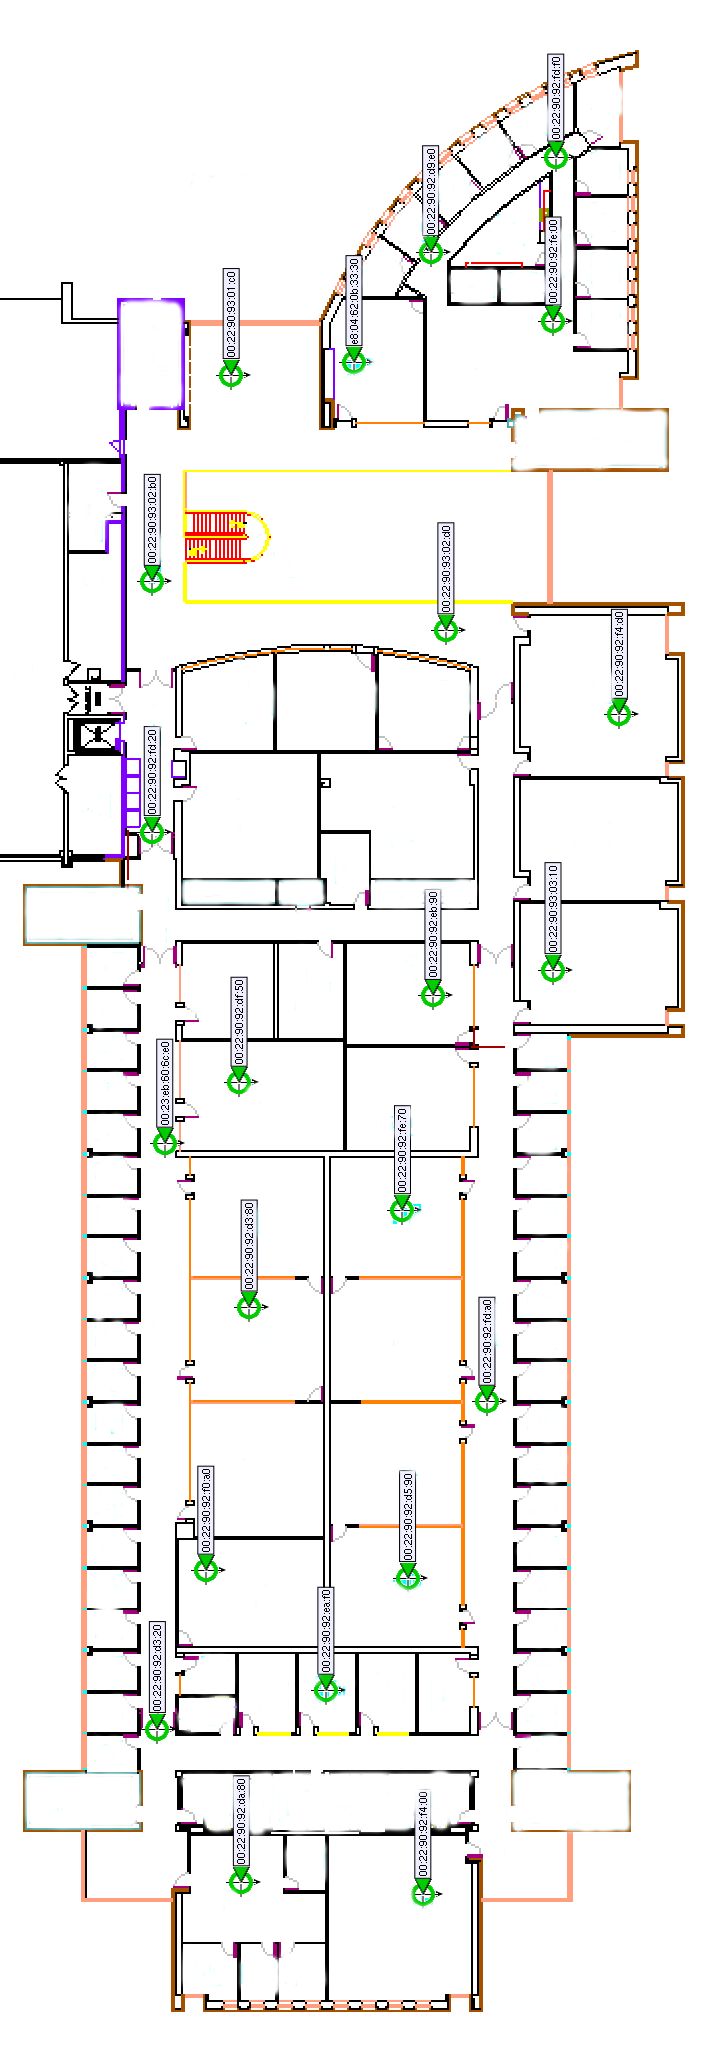 00:22:90:92:fd:f0
00:22:90:92:d9:e0
00:22:90:92:fe:00
e8:04:62:0b:33:30
00:22:90:93:01:c0
00:22:90:93:02:b0
00:22:90:93:02:d0
00:22:90:92:f4:d0
00:22:90:92:fd:20
00:22:90:93:03:10
00:22:90:92:eb:90
00:22:90:92:df:50
00:23:eb:60:6c:e0
00:22:90:92:fe:70
00:22:90:92:d3:80
00:22:90:92:fd:a0
00:22:90:92:f0:a0
00:22:90:92:d5:90
00:22:90:92:ea:f0
00:22:90:92:d3:20
00:22:90:92:da:80
00:22:90:92:f4:00